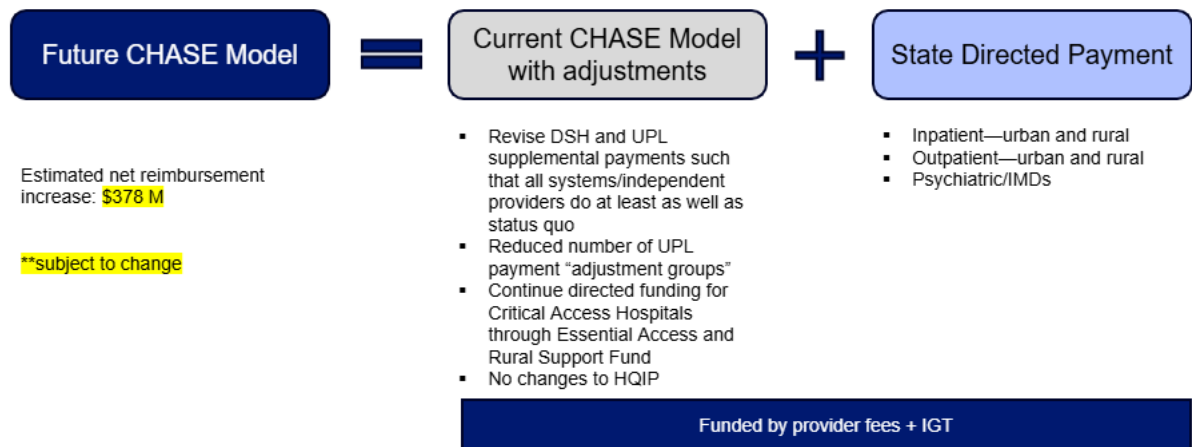 Future CHASE Model
=
Current CHASE Model
with adjustments
+
State Directed Payment
Estimated net reimbursement
increase: $378 M
**subject to change
▪ Revise DSH and UPL
supplemental payments such
that all systems/independent
providers do at least as well as
status quo
▪ Reduced number of UPL
payment “adjustment groups”
▪ Continue directed funding for
Critical Access Hospitals
through Essential Access and
Rural Support Fund
▪ No changes to HQIP
▪ Inpatient—urban and rural
▪ Outpatient—urban and rural
▪ Psychiatric/IMDs
Funded by provider fees + IGT